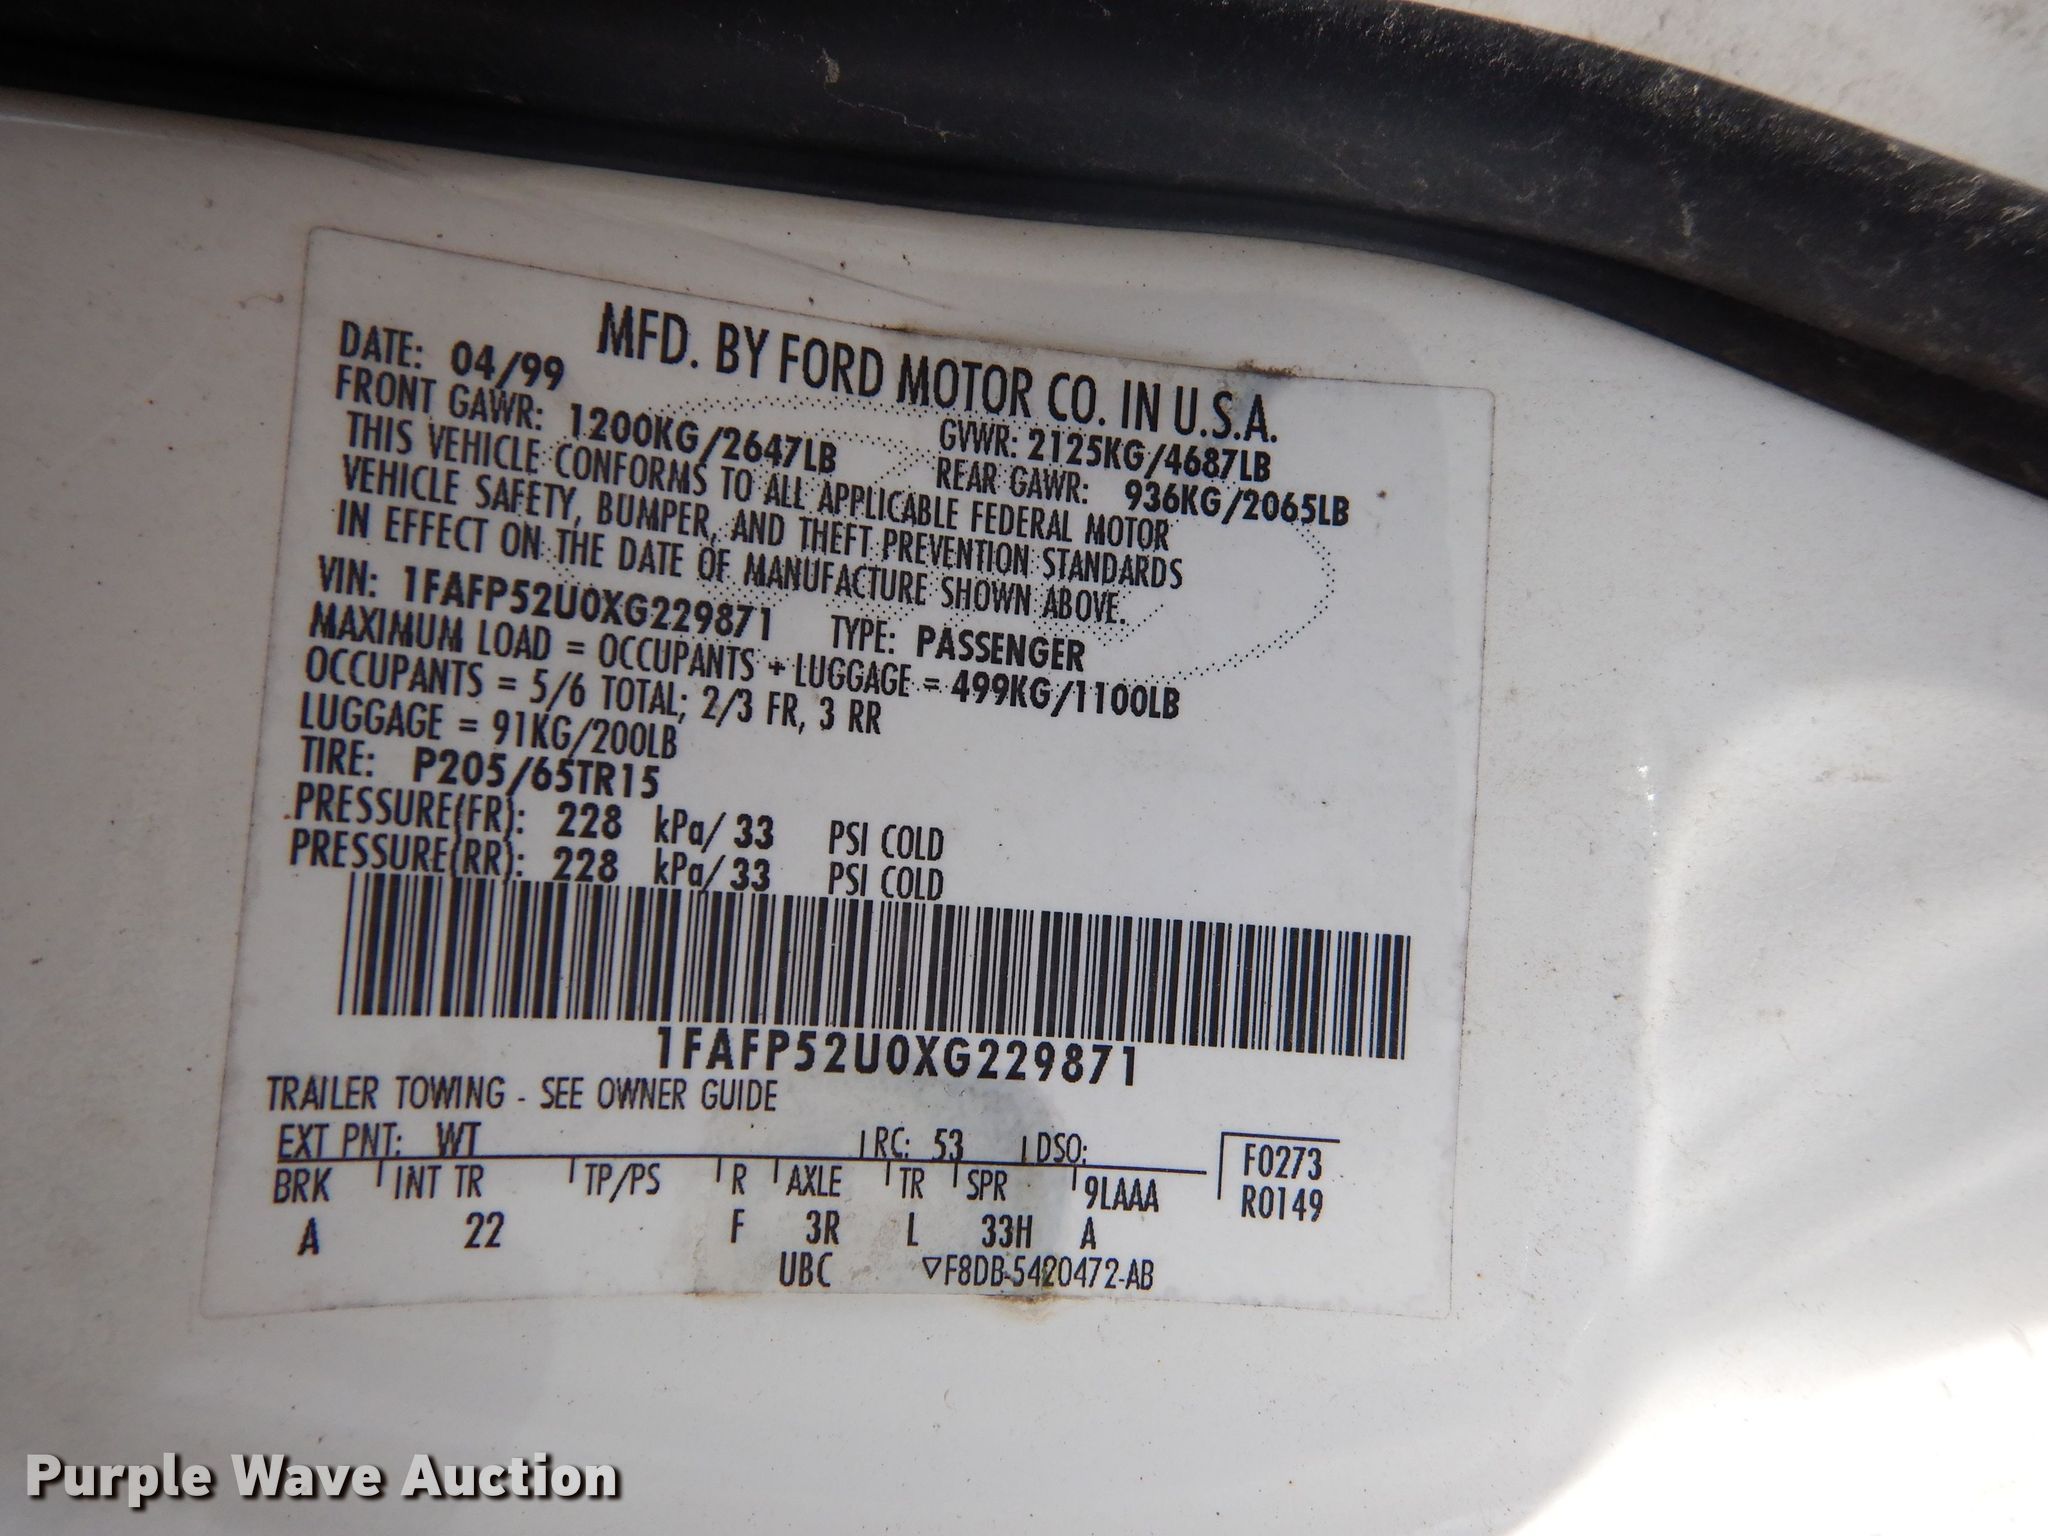 MFD. BY FORD MOTOR CO. IN U.S.A.
DATE: 04/99 GVWR: 2125KG/4687LB
FRONT GAWR: 1200KG/2647LB REAR GAWR: 936KG/2065LB
THIS VEHICLE CONFORMS TO ALL APPLICABLE FEDERAL MOTOR
VEHICLE SAFETY, BUMPER, AND THEFT PREVENTION STANDARDS
IN EFFECT ON THE DATE OF MANUFACTURE SHOWN ABOVE.
VIN: 1FAFP52U0XG229871 TYPE: PASSENGER
MAXIMUM LOAD = OCCUPANTS + LUGGAGE = 499KG/1100LB
OCCUPANTS = 5/6 TOTAL; 2/3 FR, 3 RR
LUGGAGE = 91KG/200LB
TIRE: P205/65TR15
PRESSURE(FR): 228 kPa/ 33 PSI COLD
PRESSURE(RR): 228 kPa/ 33 PSI COLD
1FAFP52U0XG229871
TRAILER TOWING - SEE OWNER GUIDE
EXT PNT: WT RC: 53 DSO: F0273
BRK INT TR TP/PS R AXLE TR SPR 9LAAA R0149
A 22 F 3R L 33H A
UBC ▽F8DB-5420472-AB
Purple Wave Auction